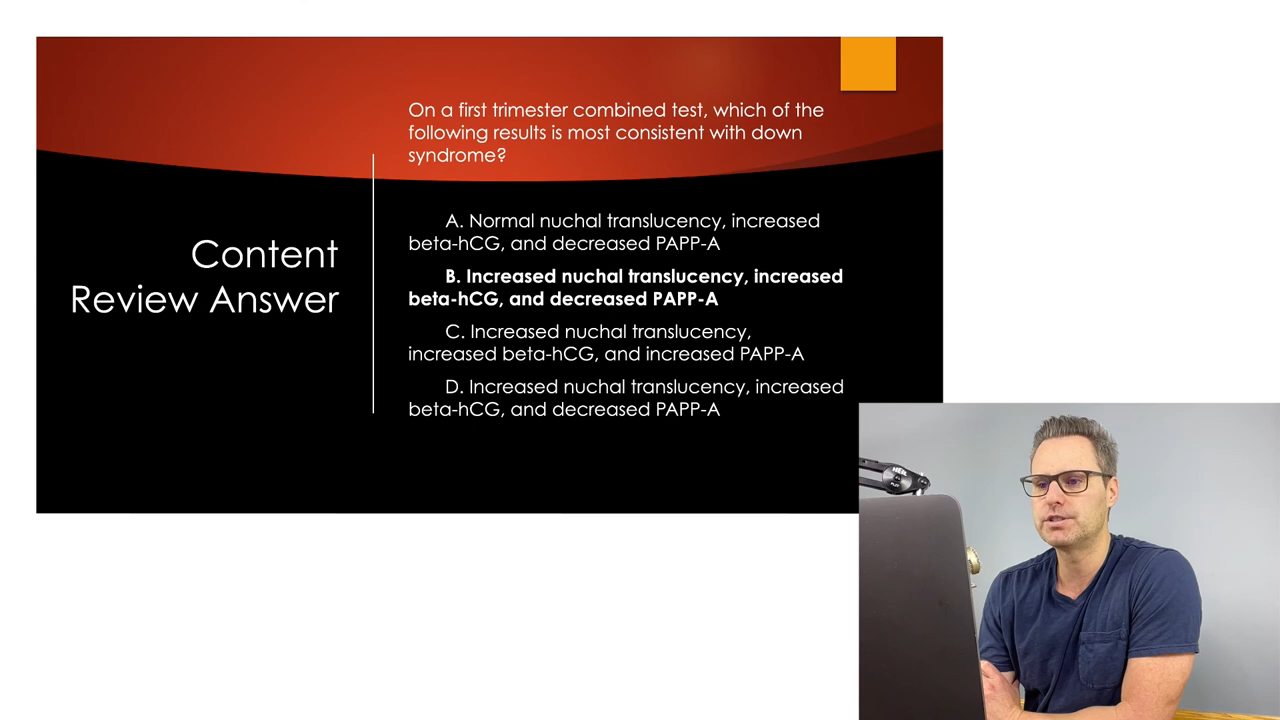 On a first trimester combined test, which of the
following results is most consistent with down
syndrome?
Content
Review Answer
A. Normal nuchal translucency, increased
beta-hCG, and decreased PAPP-A
B. Increased nuchal translucency, increased
beta-hCG, and decreased PAPP-A
C. Increased nuchal translucency,
increased beta-hCG, and increased PAPP-A
D. Increased nuchal translucency, increased
beta-hCG, and decreased PAPP-A